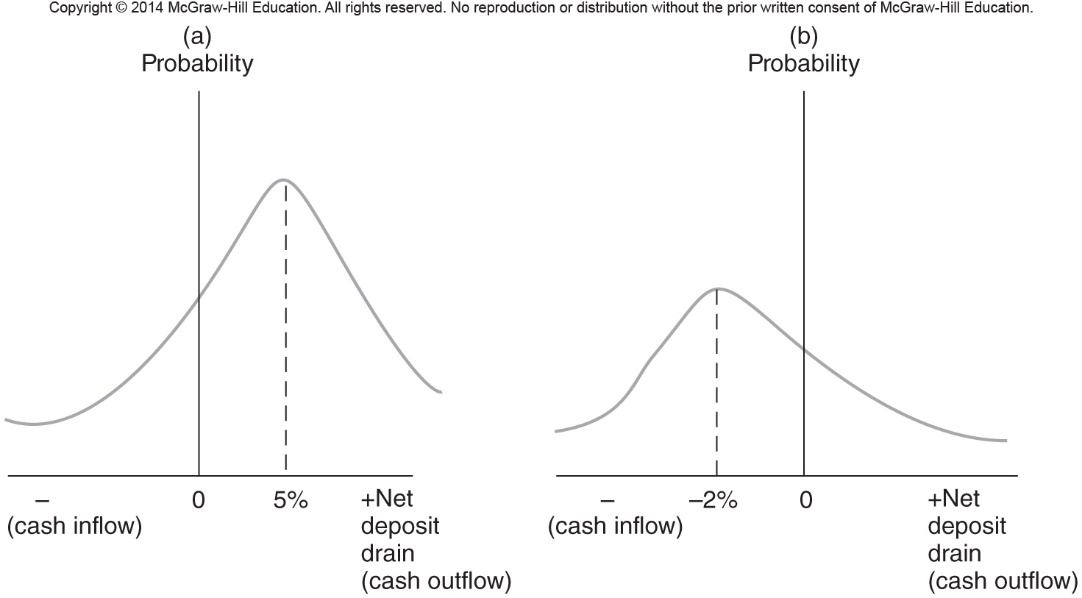 Copyright © 2014 McGraw-Hill Education. All rights reserved. No reproduction or distribution without the prior written consent of McGraw-Hill Education.
(a)
Probability
–
(cash inflow)
0
5%
+Net
deposit
drain
(cash outflow)
(b)
Probability
–
(cash inflow)
–2%
0
+Net
deposit
drain
(cash outflow)